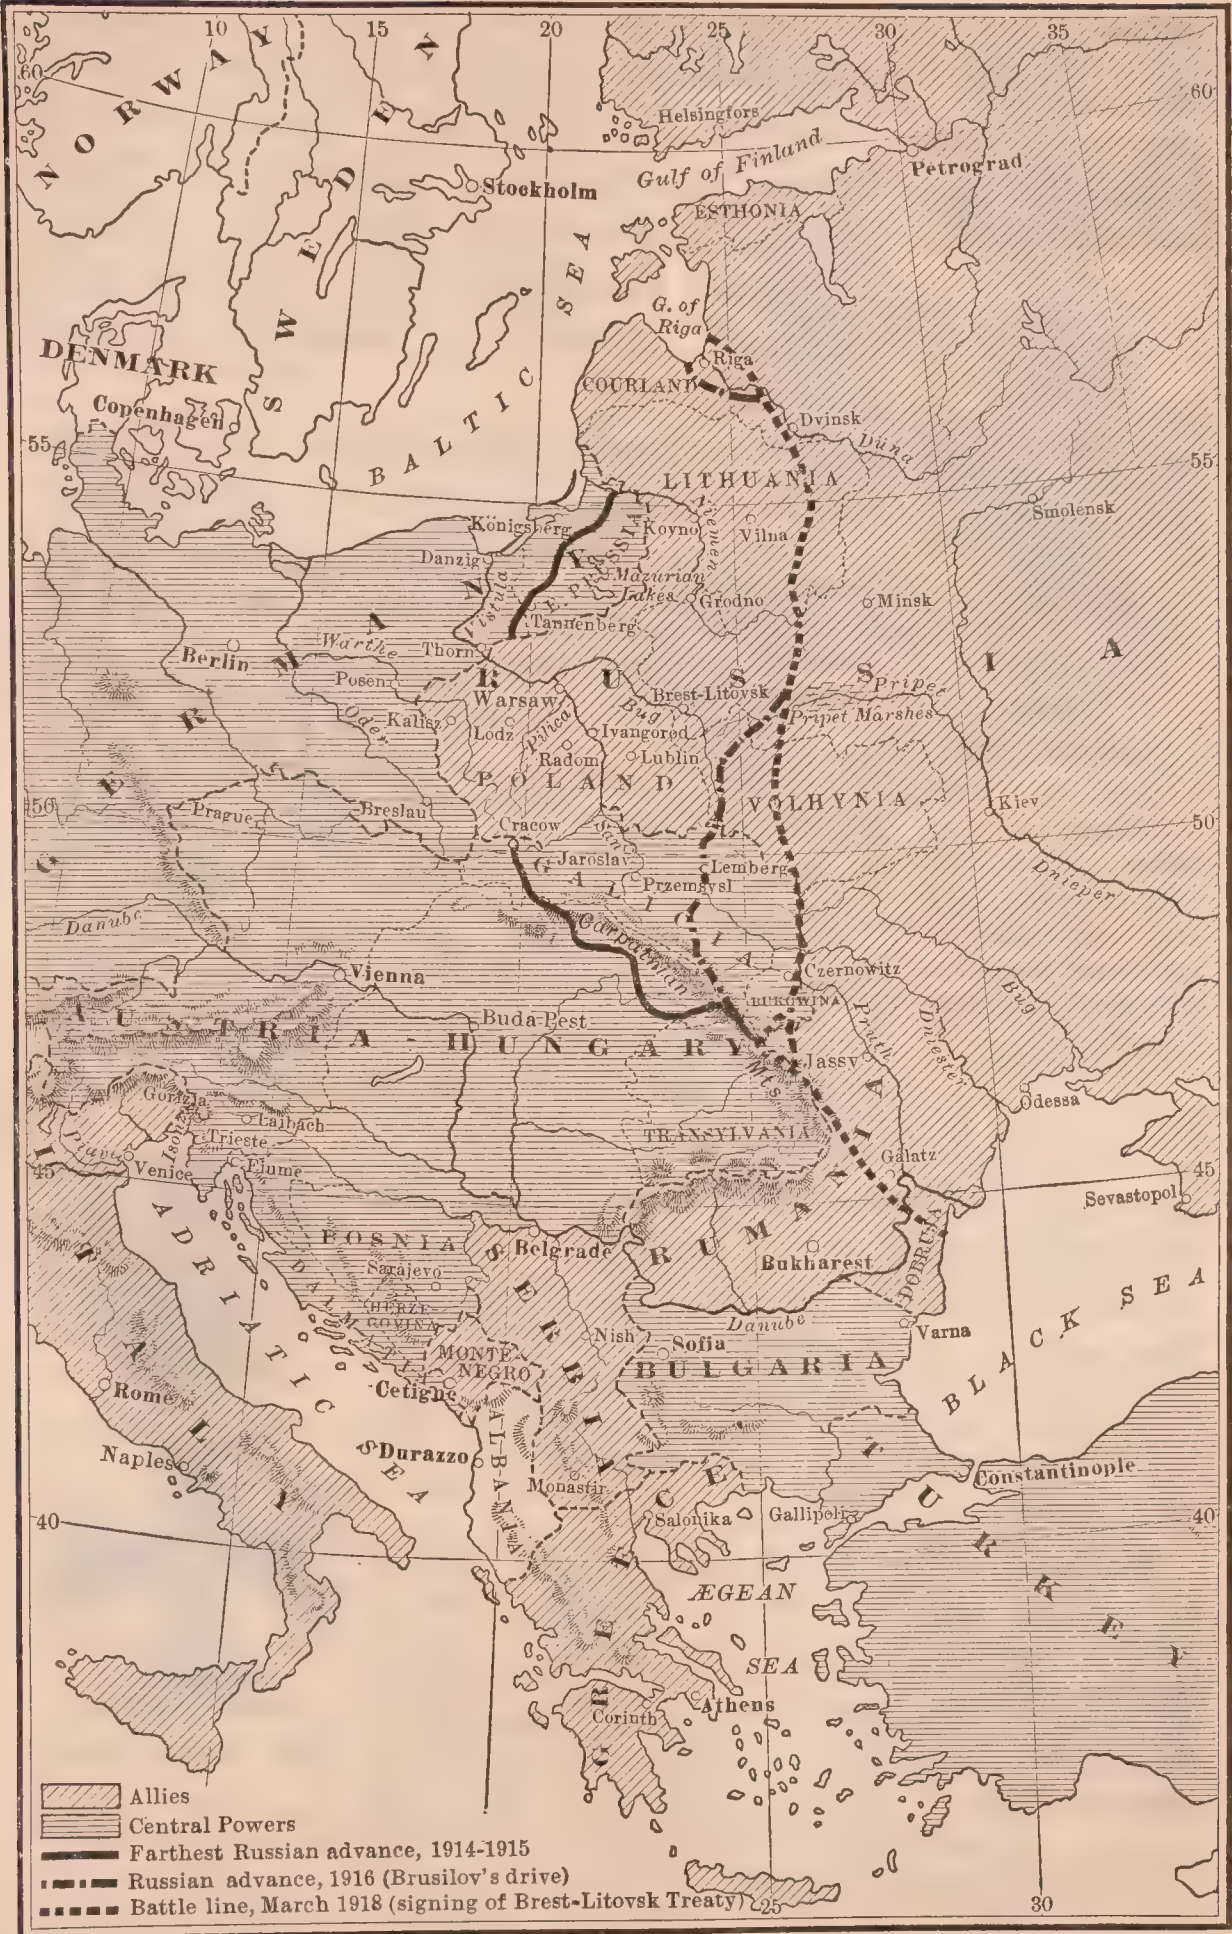 10
15
20
25
30
35
60
60
NORWAY
SWEDEN
Helsingfors
Gulf of Finland
Petrograd
Stockholm
ESTHONIA
BALTIC SEA
G. of
Riga
Riga
DENMARK
COURLAND
Copenhagen
Dvinsk
Düna
55
55
LITHUANIA
Smolensk
Königsberg
Kovno
Niemen
Vilna
Danzig
E. PRUSSIA
Mazurian
Lakes
Grodno
Minsk
Vistula
Tannenberg
Warthe
Thorn
Berlin
GERMANY
RUSSIA
Posen
Warsaw
Brest-Litovsk
Pripet
Pripet Marshes
Oder
Kalisz
Lodz
Pilica
Bug
Ivangorod
Radom
Lublin
POLAND
VOLHYNIA
50
50
Prague
Breslau
Kiev
Cracow
San
Jaroslav
Lemberg
Przemysl
GALICIA
Dnieper
Danube
Carpathian
Mts.
Vienna
Czernowitz
BUKOWINA
Bug
Buda-Pest
AUSTRIA-HUNGARY
Pruth
Dniester
Jassy
Gorizia
Laibach
Odessa
Isonzo
Trieste
TRANSYLVANIA
Piave
Venice
Fiume
Galatz
45
45
Sevastopol
ADRIATIC SEA
BOSNIA
Belgrade
RUMANIA
Bukharest
DOBRUJA
Sarajevo
DALMATIA
HERZE-
GOVINA
SERBIA
BLACK SEA
Danube
Nish
Sofia
Varna
MONTE-
NEGRO
BULGARIA
ITALY
Rome
Cetigne
ALBANIA
Naples
Durazzo
Monastir
Constantinople
40
40
Salonika
Gallipoli
TURKEY
GREECE
ÆGEAN
SEA
Athens
Corinth
Allies
Central Powers
Farthest Russian advance, 1914-1915
Russian advance, 1916 (Brusilov's drive)
Battle line, March 1918 (signing of Brest-Litovsk Treaty)
25
30